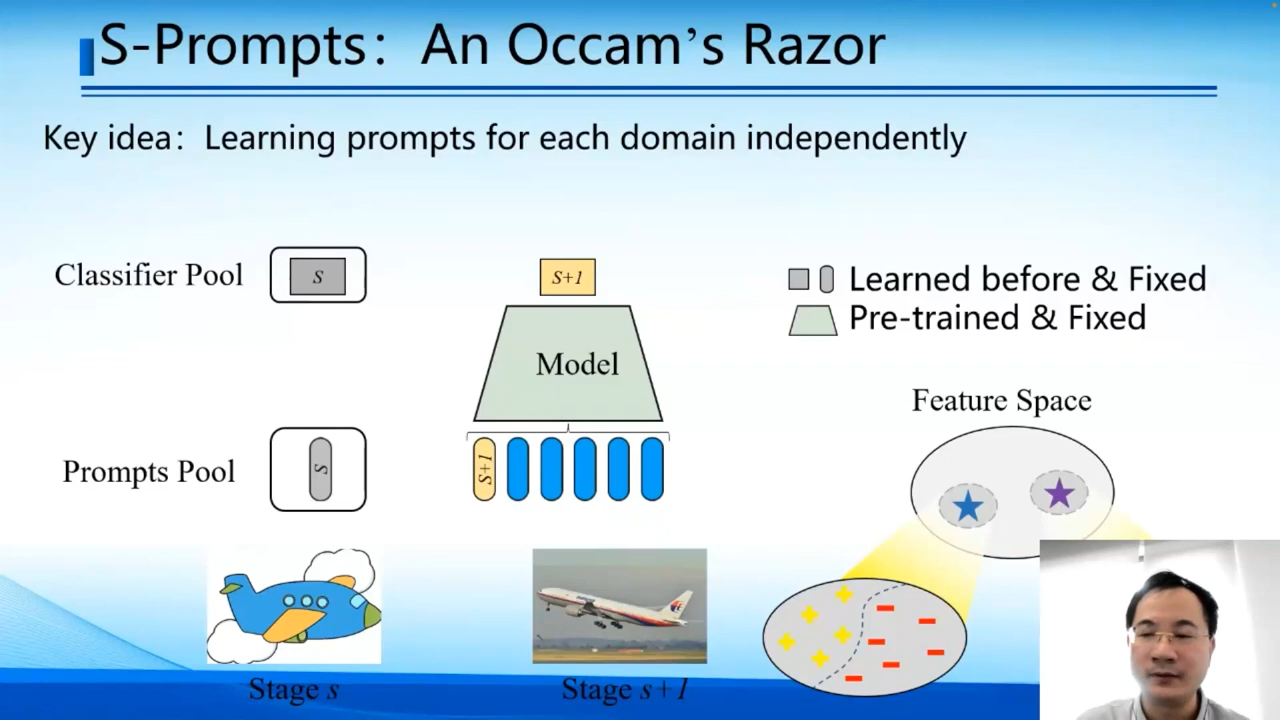 S-Prompts： An Occam’s Razor
Key idea： Learning prompts for each domain independently
Classifier Pool
S
S+1
Learned before & Fixed
Pre-trained & Fixed
Model
Feature Space
Prompts Pool
S
S+1
Stage s
Stage s+1